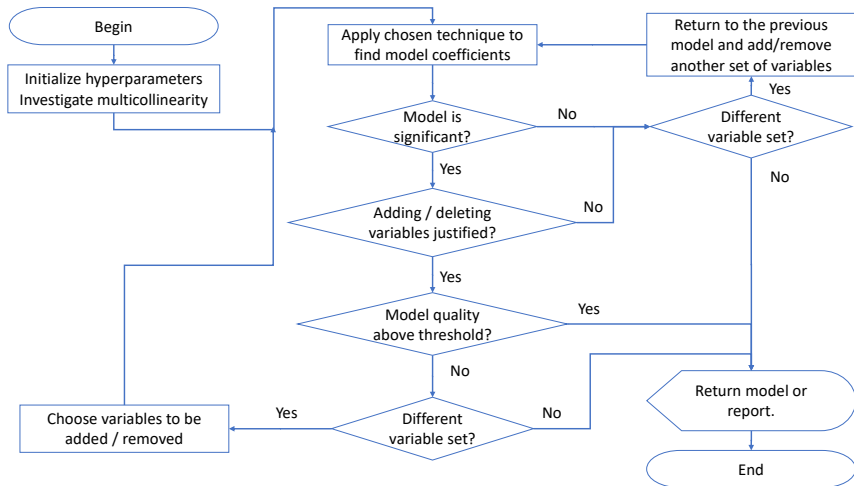 Begin
Initialize hyperparameters
Investigate multicollinearity
Apply chosen technique to
find model coefficients
Return to the previous
model and add/remove
another set of variables
Yes
Model is
significant?
No
Different
variable set?
Yes
No
Adding / deleting
variables justified?
No
Yes
Model quality
above threshold?
Yes
No
Choose variables to be
added / removed
Yes
Different
variable set?
No
Return model or
report.
End